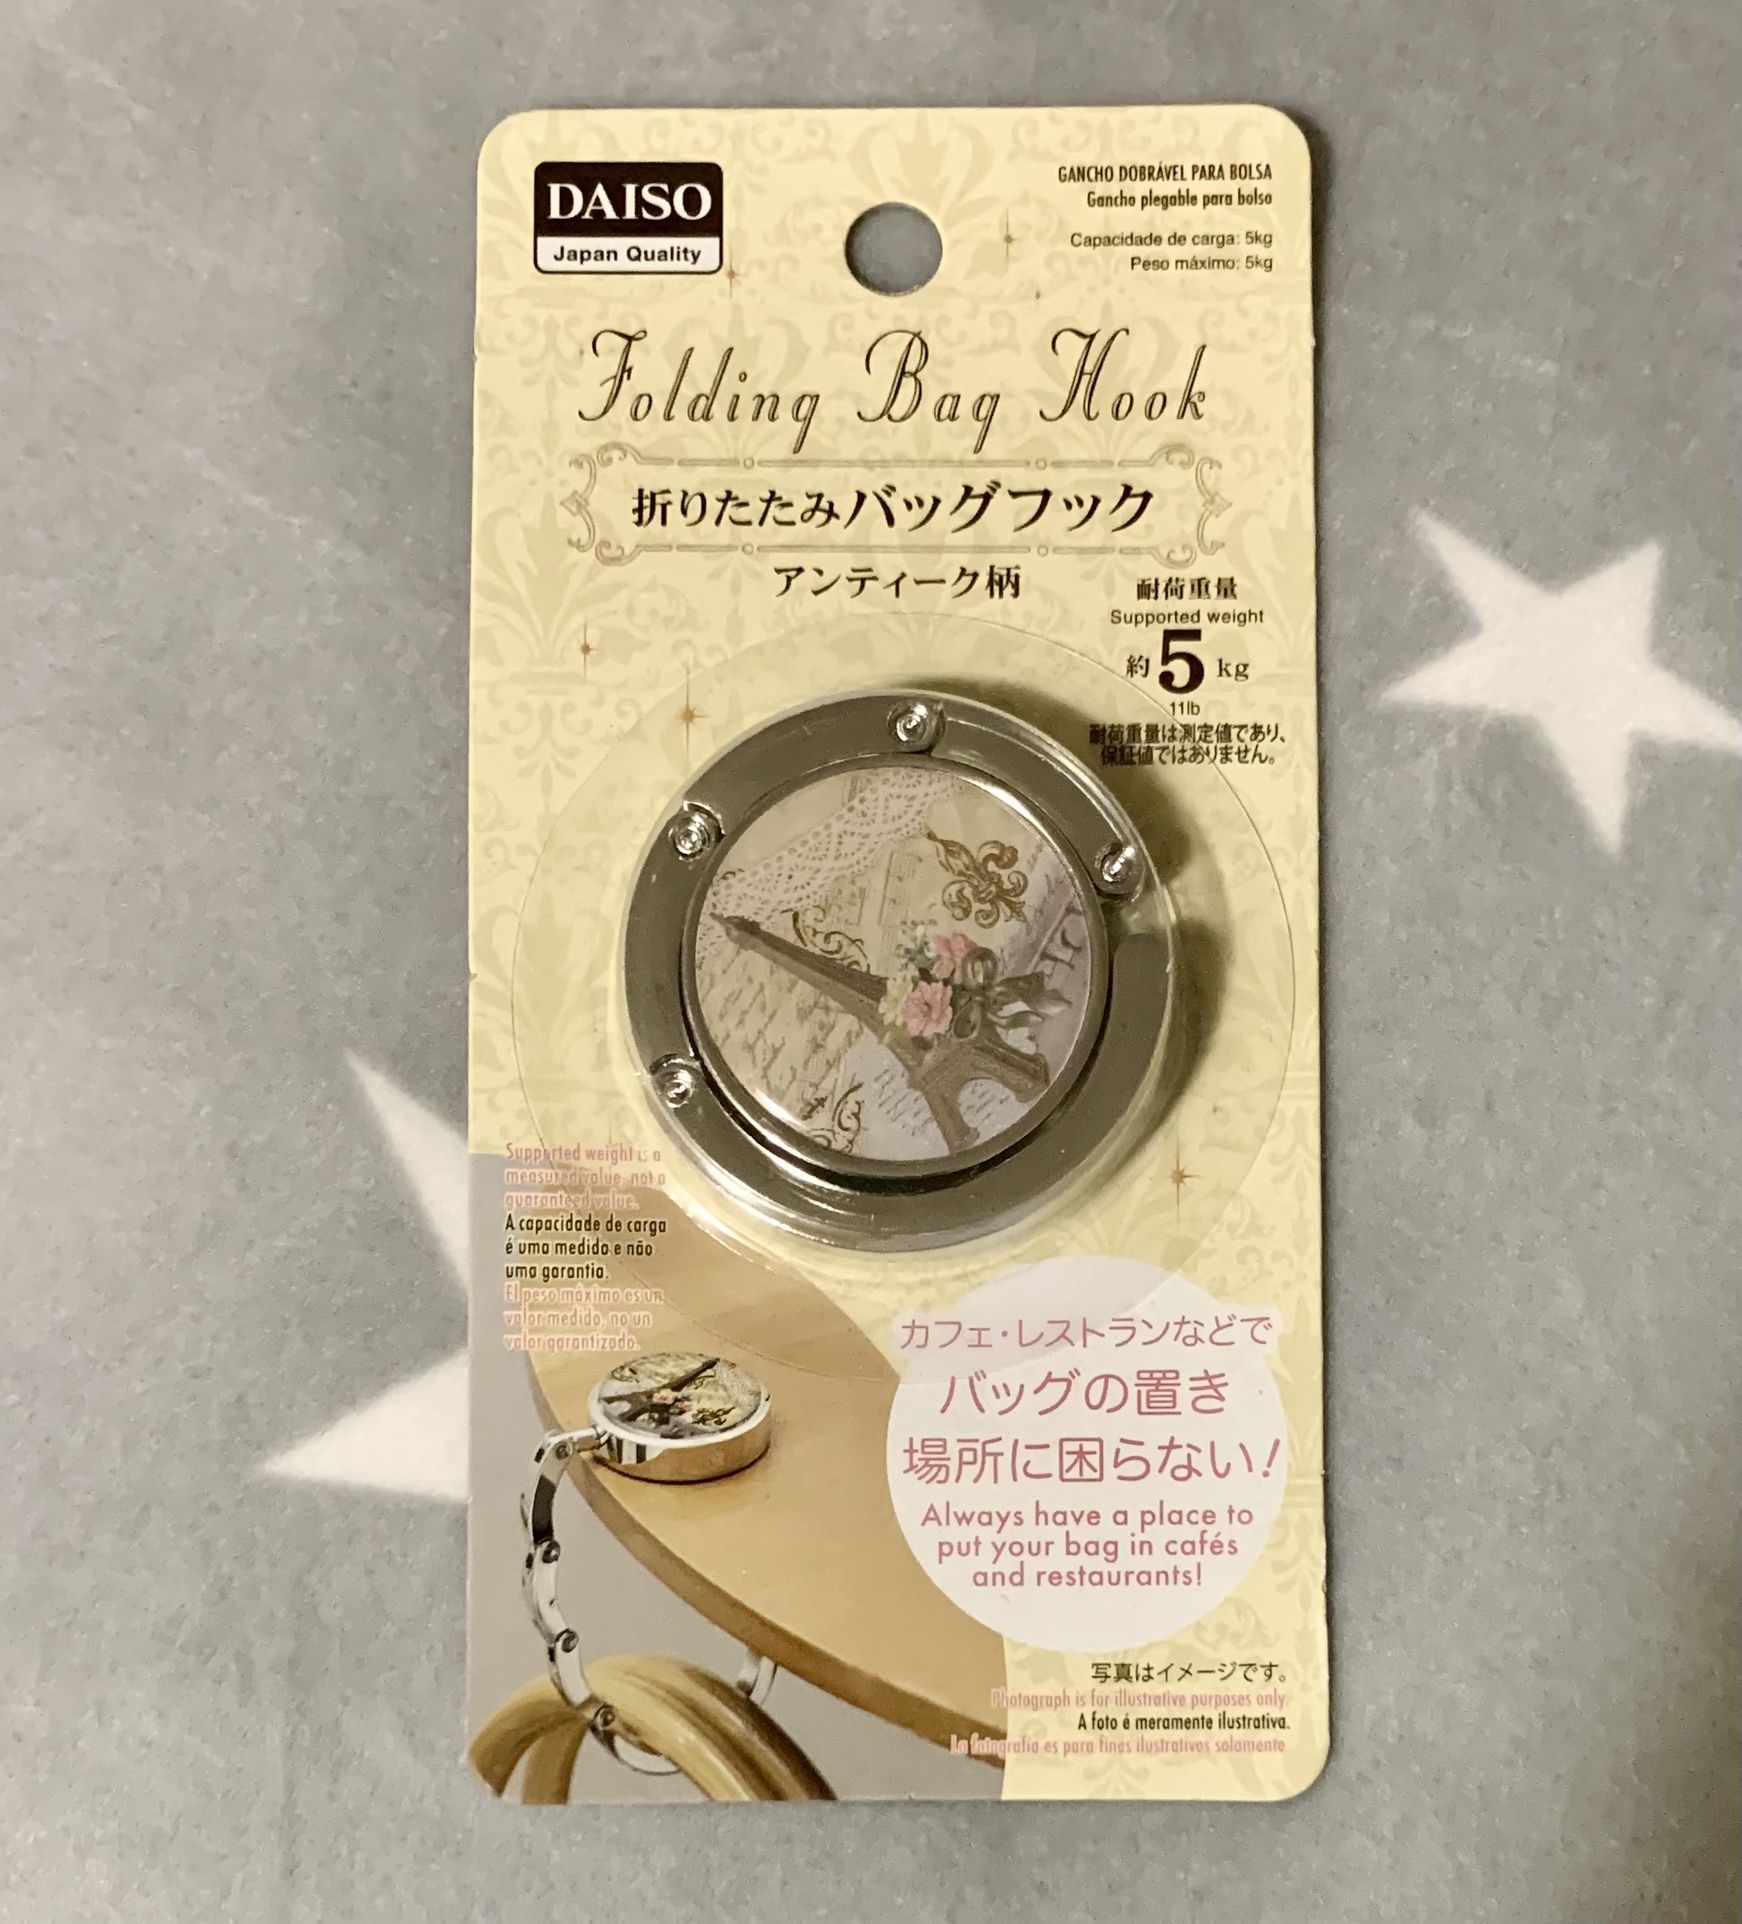 DAISO
Japan Quality
GANCHO DOBRÁVEL PARA BOLSA
Gancho plegable para bolso
Capacidade de carga: 5kg
Peso máximo: 5kg
Folding Bag Hook
折りたたみバッグフック
アンティーク柄
耐荷重量
Supported weight
約5kg
11lb
耐荷重量は測定値であり、
保証値ではありません。
Supported weight is a
measured value, not a
guaranteed value.
A capacidade de carga
é uma medida e não
uma garantia.
El peso máximo es un
valor medido, no un
valor garantizado.
カフェ・レストランなどで
バッグの置き
場所に困らない!
Always have a place to
put your bag in cafés
and restaurants!
写真はイメージです。
Photograph is for illustrative purposes only.
A foto é meramente ilustrativa.
La fotografía es para fines ilustrativos solamente